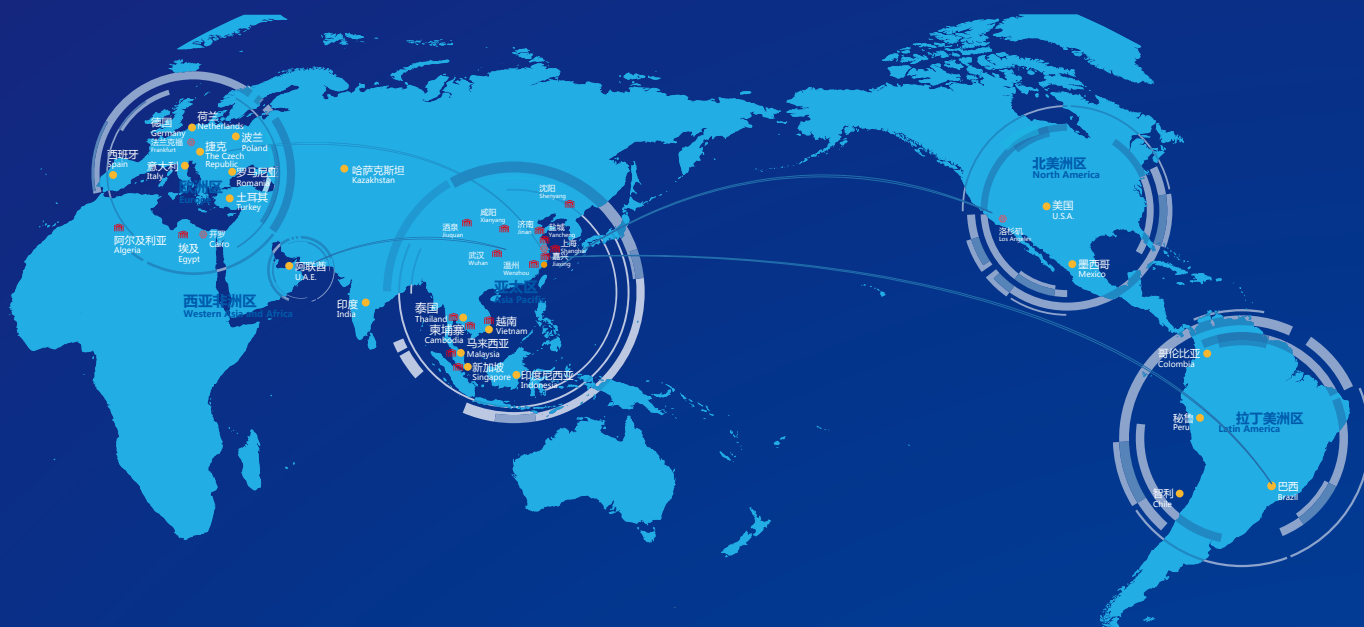 德国
Germany
法兰克福
Frankfurt
荷兰
Netherlands
波兰
Poland
捷克
The Czech
Republic
西班牙
Spain
意大利
Italy
罗马尼亚
Romania
欧洲区
Europe
土耳其
Turkey
阿尔及利亚
Algeria
埃及
Egypt
开罗
Cairo
阿联酋
U.A.E.
西亚非洲区
Western Asia and Africa
哈萨克斯坦
Kazakhstan
印度
India
沈阳
Shenyang
咸阳
Xianyang
酒泉
Jiuquan
济南
Jinan
盐城
Yancheng
上海
Shanghai
嘉兴
Jiaxing
武汉
Wuhan
温州
Wenzhou
亚太区
Asia Pacific
泰国
Thailand
柬埔寨
Cambodia
越南
Vietnam
马来西亚
Malaysia
新加坡
Singapore
印度尼西亚
Indonesia
北美洲区
North America
美国
U.S.A.
洛杉矶
Los Angeles
墨西哥
Mexico
哥伦比亚
Colombia
秘鲁
Peru
拉丁美洲区
Latin America
智利
Chile
巴西
Brazil